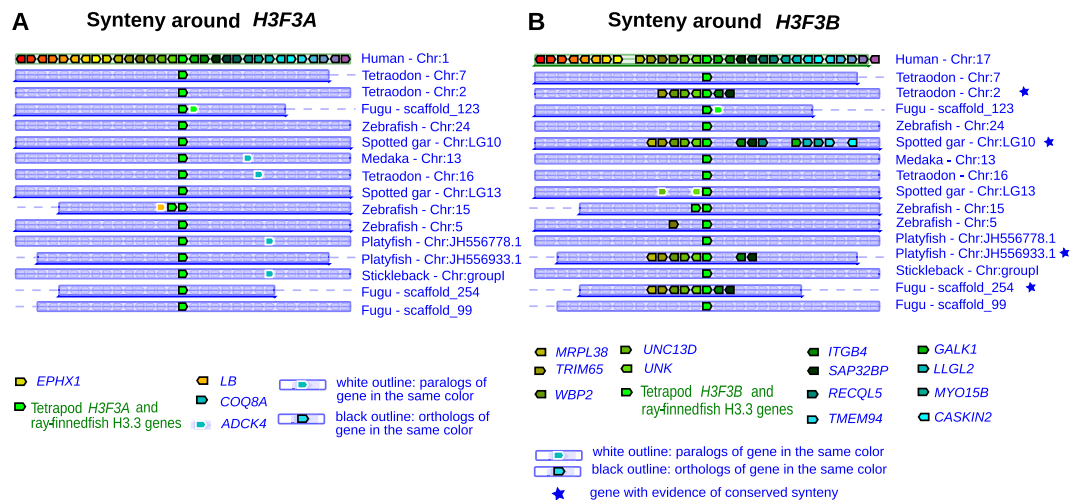 A Synteny around H3F3A
Human - Chr:1
Tetraodon - Chr:7
Tetraodon - Chr:2
Fugu - scaffold_123
Zebrafish - Chr:24
Spotted gar - Chr:LG10
Medaka - Chr:13
Tetraodon - Chr:16
Spotted gar - Chr:LG13
Zebrafish - Chr:15
Zebrafish - Chr:5
Platyfish - Chr:JH556778.1
Platyfish - Chr:JH556933.1
Stickleback - Chr:groupI
Fugu - scaffold_254
Fugu - scaffold_99
EPHX1
Tetrapod H3F3A and
ray-finnedfish H3.3 genes
LB
COQ8A
ADCK4
white outline: paralogs of
gene in the same color
black outline: orthologs of
gene in the same color
B Synteny around H3F3B
Human - Chr:17
Tetraodon - Chr:7
Tetraodon - Chr:2
Fugu - scaffold_123
Zebrafish - Chr:24
Spotted gar - Chr:LG10
Medaka - Chr:13
Tetraodon - Chr:16
Spotted gar - Chr:LG13
Zebrafish - Chr:15
Zebrafish - Chr:5
Platyfish - Chr:JH556778.1
Platyfish - Chr:JH556933.1
Stickleback - Chr:groupI
Fugu - scaffold_254
Fugu - scaffold_99
MRPL38
TRIM65
WBP2
UNC13D
UNK
Tetrapod H3F3B and
ray-finnedfish H3.3 genes
ITGB4
SAP32BP
RECQL5
TMEM94
GALK1
LLGL2
MYO15B
CASKIN2
white outline: paralogs of gene in the same color
black outline: orthologs of gene in the same color
gene with evidence of conserved synteny